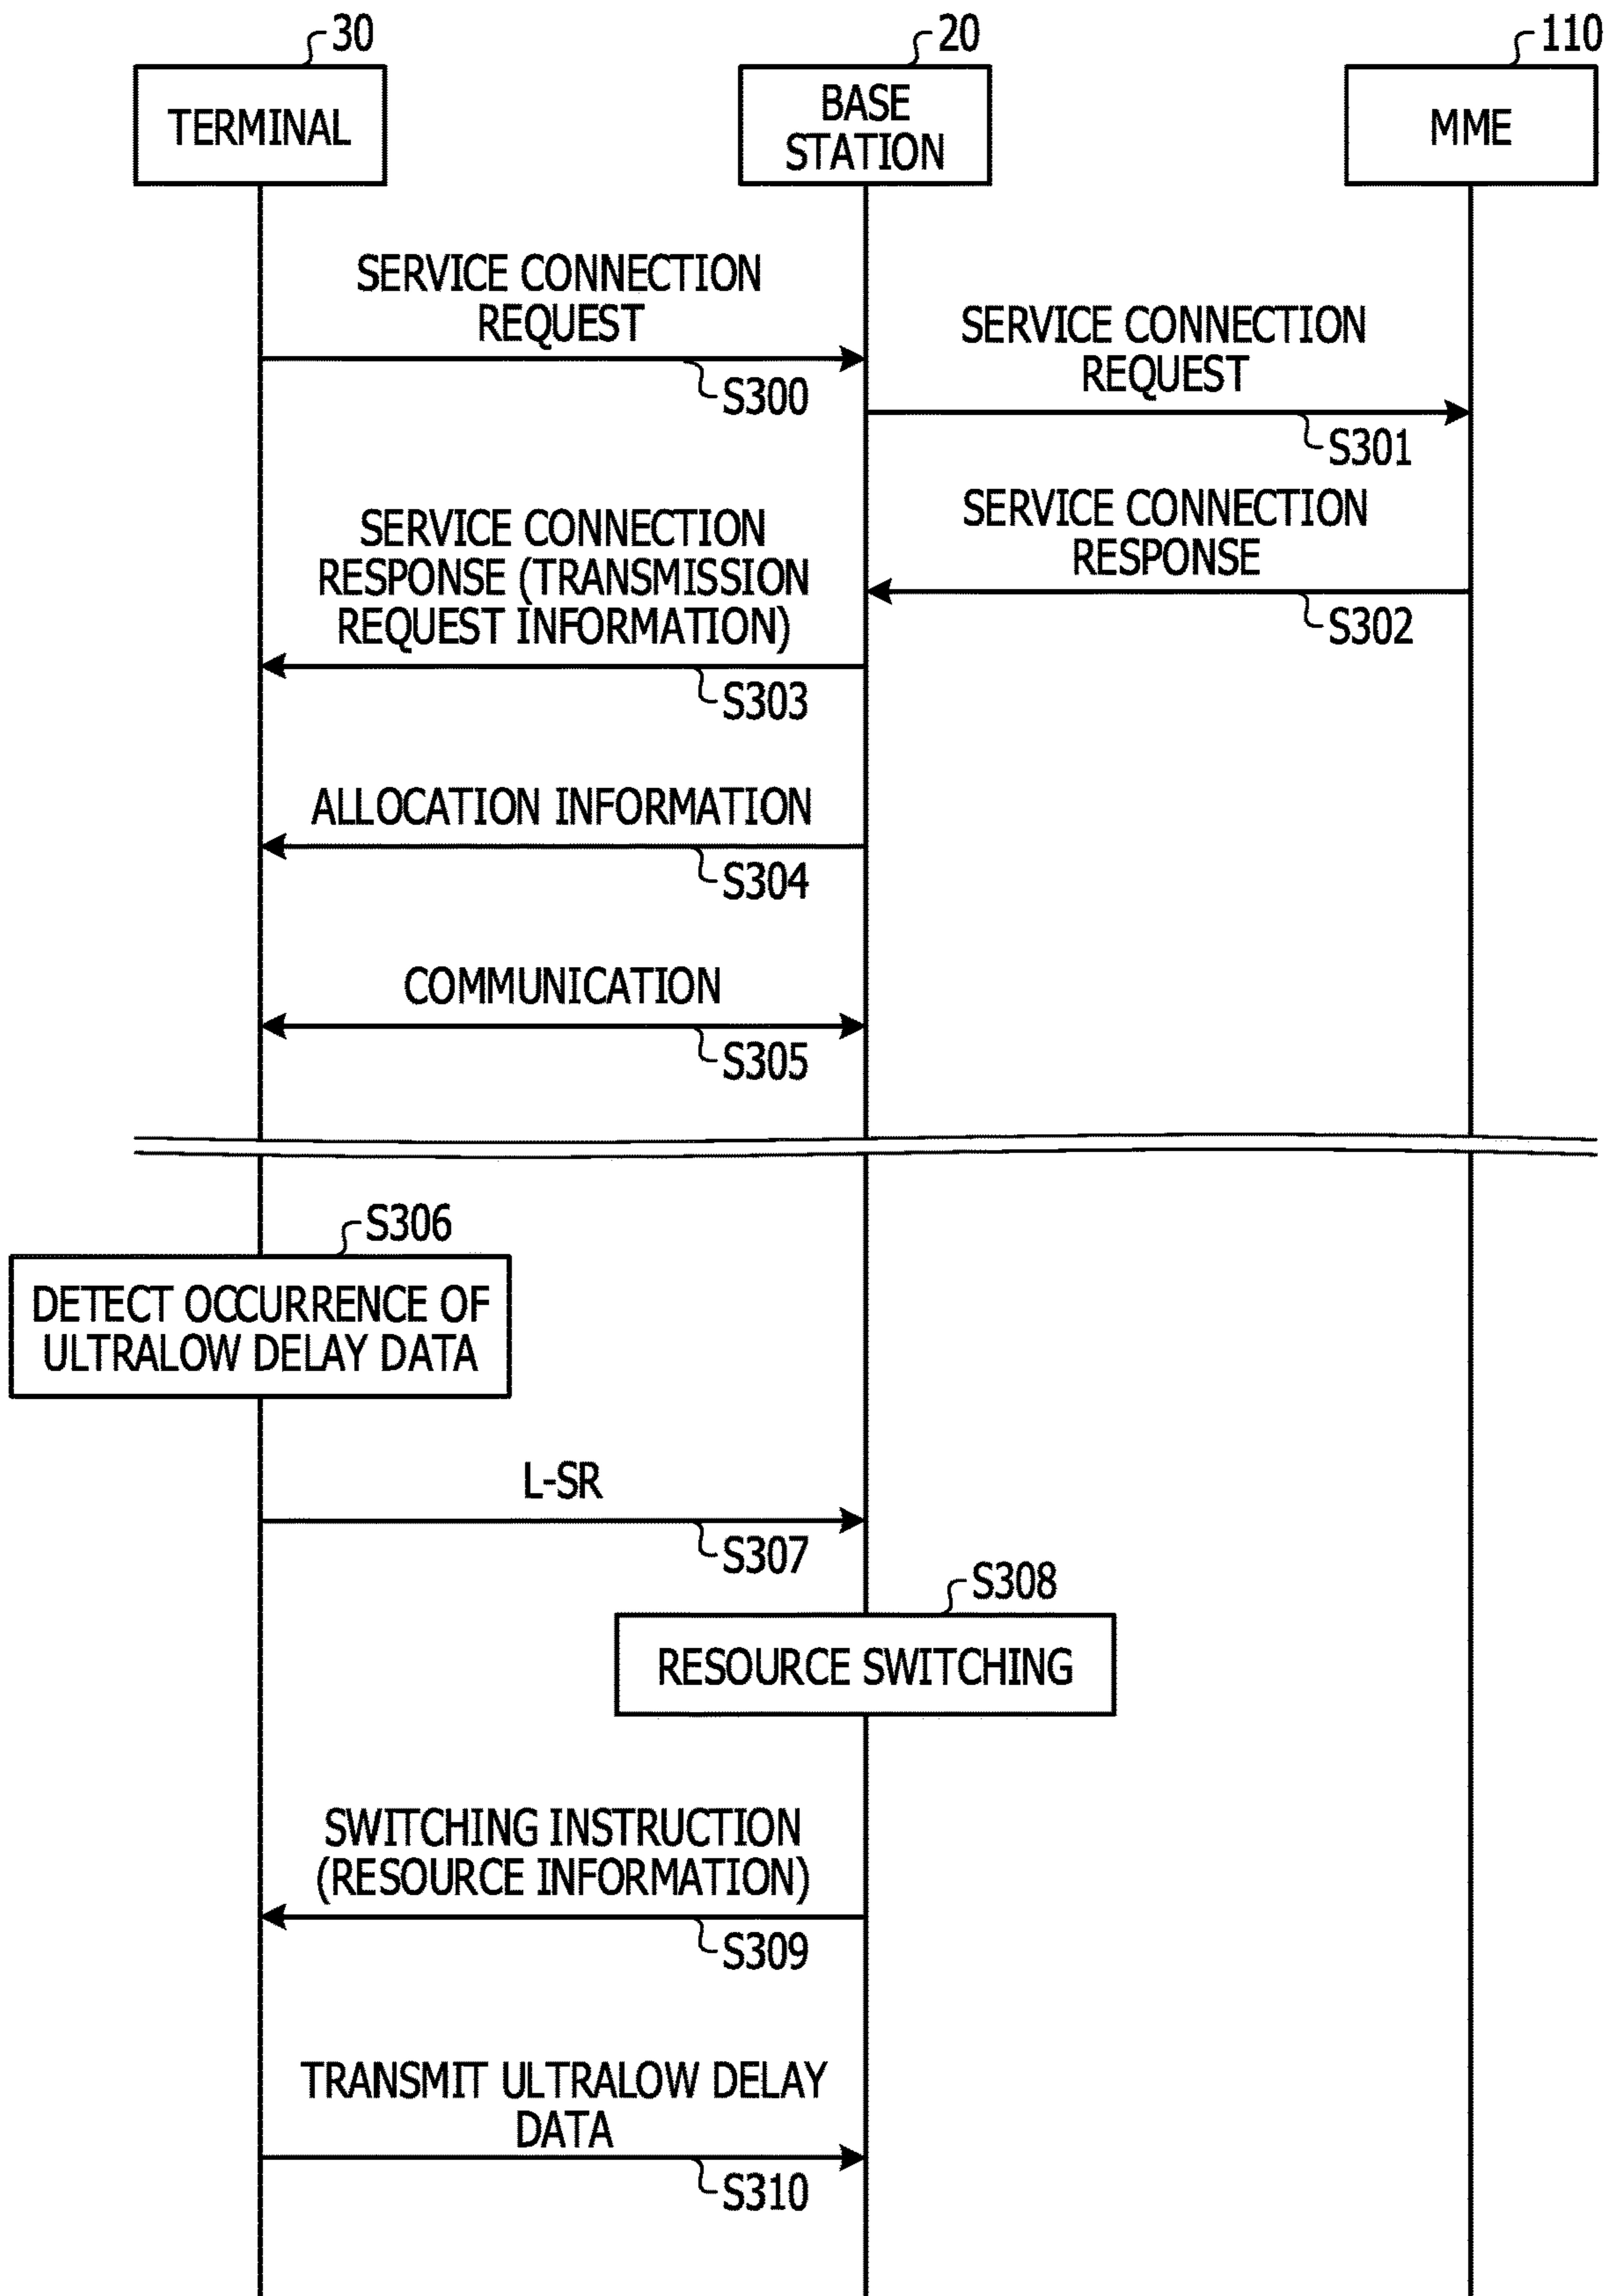 30
20
110
TERMINAL
BASE
STATION
MME
SERVICE CONNECTION
REQUEST
S300
SERVICE CONNECTION
REQUEST
S301
SERVICE CONNECTION
RESPONSE
S302
SERVICE CONNECTION
RESPONSE (TRANSMISSION
REQUEST INFORMATION)
S303
ALLOCATION INFORMATION
S304
COMMUNICATION
S305
S306
DETECT OCCURRENCE OF
ULTRALOW DELAY DATA
L-SR
S307
S308
RESOURCE SWITCHING
SWITCHING INSTRUCTION
(RESOURCE INFORMATION)
S309
TRANSMIT ULTRALOW DELAY
DATA
S310